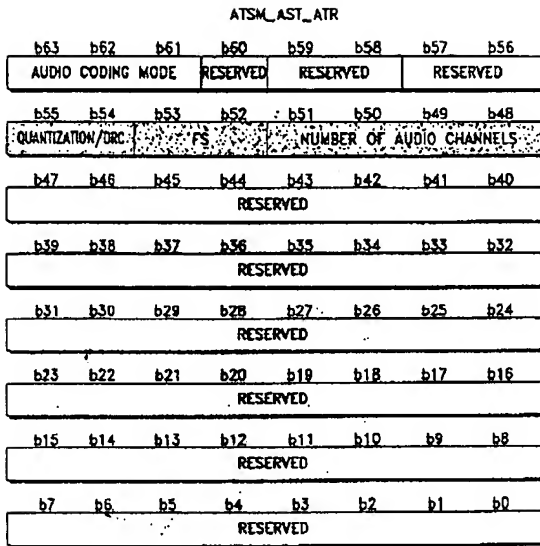 ATSM_AST_ATR
b63 b62 b61 b60 b59 b58 b57 b56
AUDIO CODING MODE RESERVED RESERVED RESERVED
b55 b54 b53 b52 b51 b50 b49 b48
QUANTIZATION/DRC FS NUMBER OF AUDIO CHANNELS
b47 b46 b45 b44 b43 b42 b41 b40
RESERVED
b39 b38 b37 b36 b35 b34 b33 b32
RESERVED
b31 b30 b29 b28 b27 b26 b25 b24
RESERVED
b23 b22 b21 b20 b19 b18 b17 b16
RESERVED
b15 b14 b13 b12 b11 b10 b9 b8
RESERVED
b7 b6 b5 b4 b3 b2 b1 b0
RESERVED